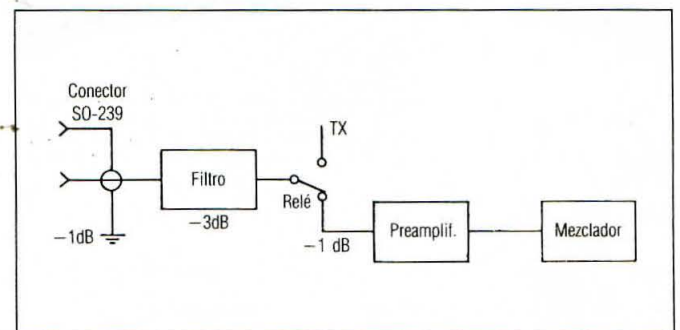 Conector
SO-239
TX
Filtro
Relé
−3dB
−1dB
−1 dB
Preamplif.
Mezclador